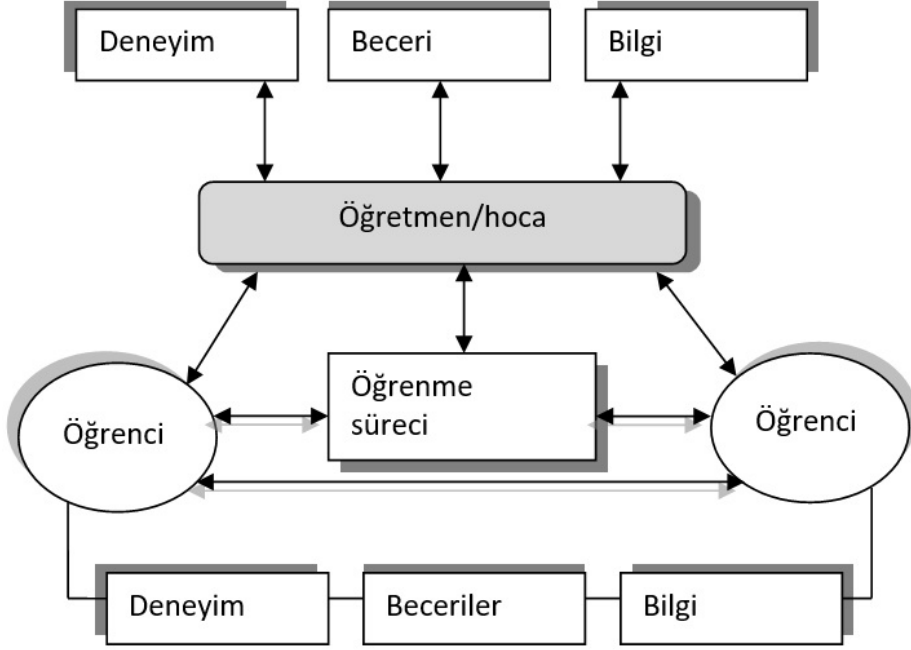 Deneyim
Beceri
Bilgi
Öğretmen/hoca
Öğrenci
Öğrenme
süreci
Öğrenci
Deneyim
Beceriler
Bilgi